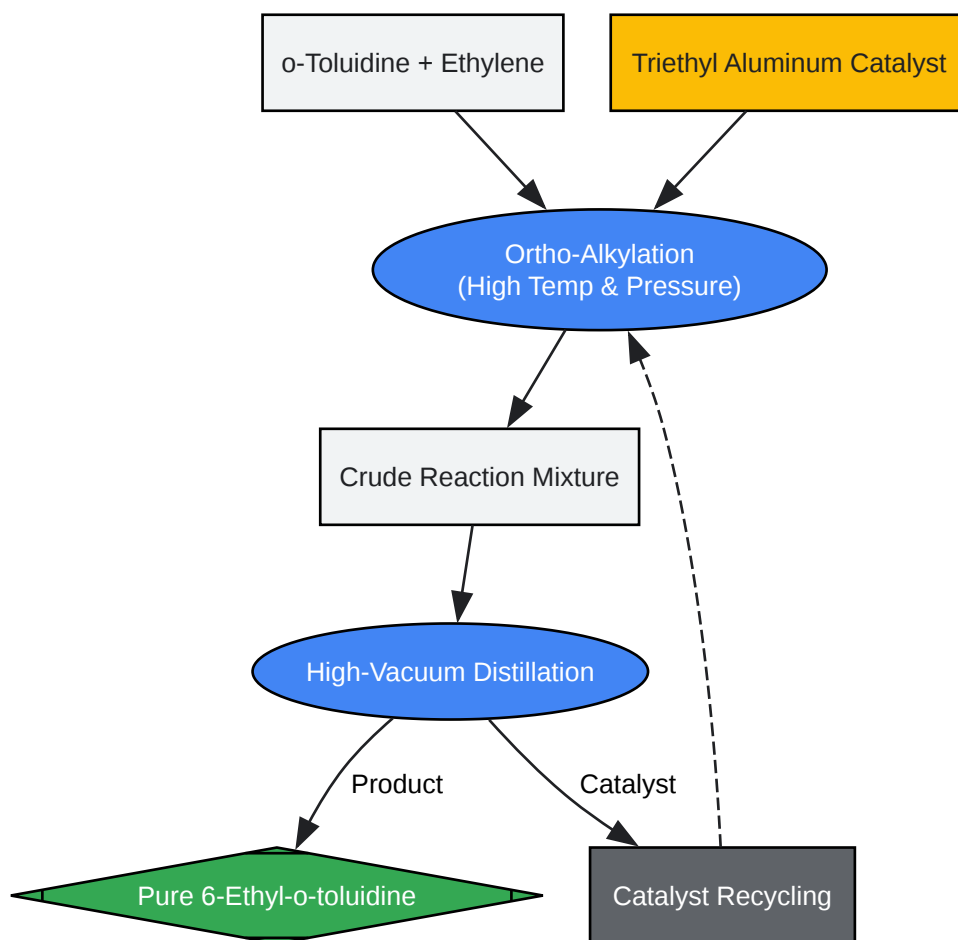 o-Toluidine + Ethylene
Triethyl Aluminum Catalyst
Ortho-Alkylation
(High Temp & Pressure)
Crude Reaction Mixture
High-Vacuum Distillation
Product
Catalyst
Pure 6-Ethyl-o-toluidine
Catalyst Recycling